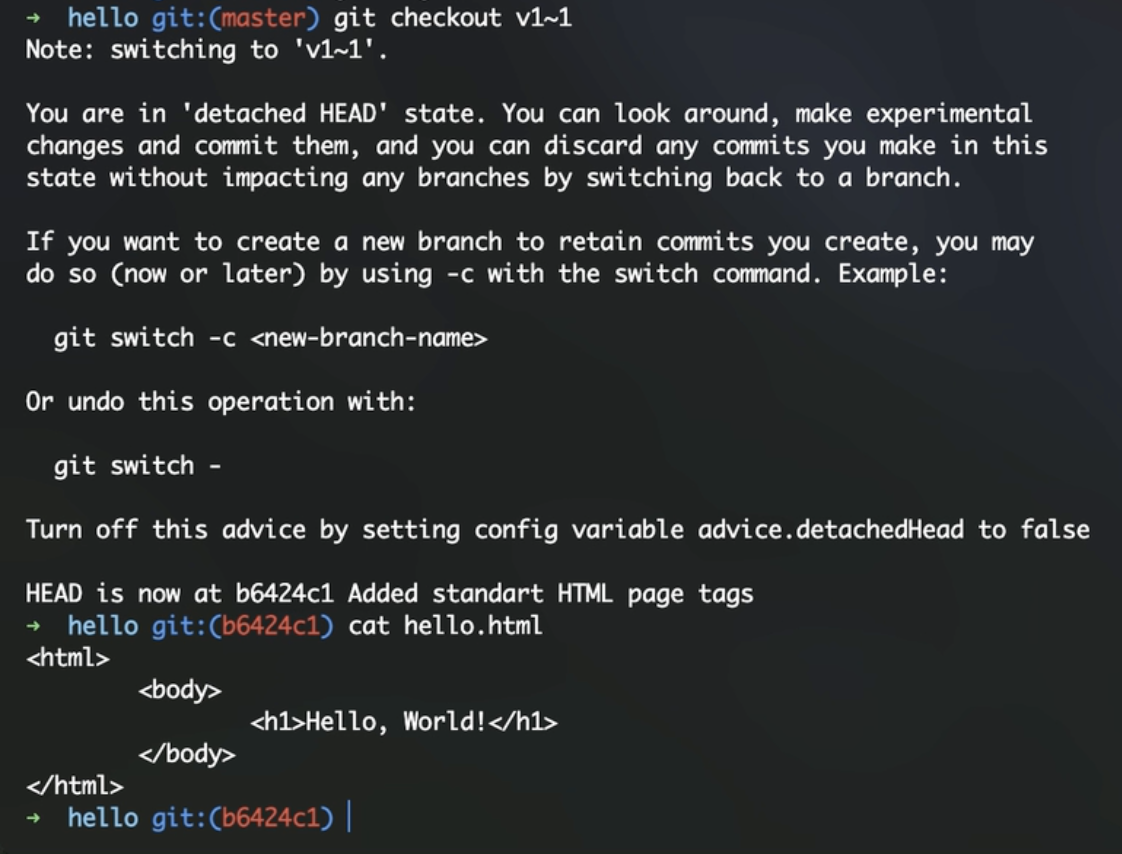 → hello git:(master) git checkout v1~1
Note: switching to 'v1~1'.

You are in 'detached HEAD' state. You can look around, make experimental
changes and commit them, and you can discard any commits you make in this
state without impacting any branches by switching back to a branch.

If you want to create a new branch to retain commits you create, you may
do so (now or later) by using -c with the switch command. Example:

  git switch -c <new-branch-name>

Or undo this operation with:

  git switch -

Turn off this advice by setting config variable advice.detachedHead to false

HEAD is now at b6424c1 Added standart HTML page tags
→ hello git:(b6424c1) cat hello.html
<html>
        <body>
                <h1>Hello, World!</h1>
        </body>
</html>
→ hello git:(b6424c1)